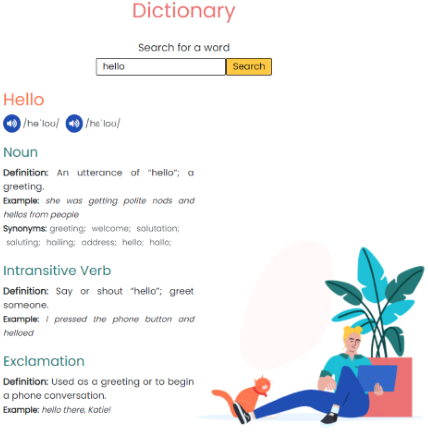 Dictionary
Search for a word
hello
Search
Hello
/həˈloʊ/ /hɛˈloʊ/
Noun
Definition: An utterance of “hello”; a
greeting.
Example: she was getting polite nods and
hellos from people
Synonyms: greeting; welcome; salutation;
saluting; hailing; address; hello; hallo;
Intransitive Verb
Definition: Say or shout “hello”; greet
someone.
Example: I pressed the phone button and
helloed
Exclamation
Definition: Used as a greeting or to begin
a phone conversation.
Example: hello there, Katie!